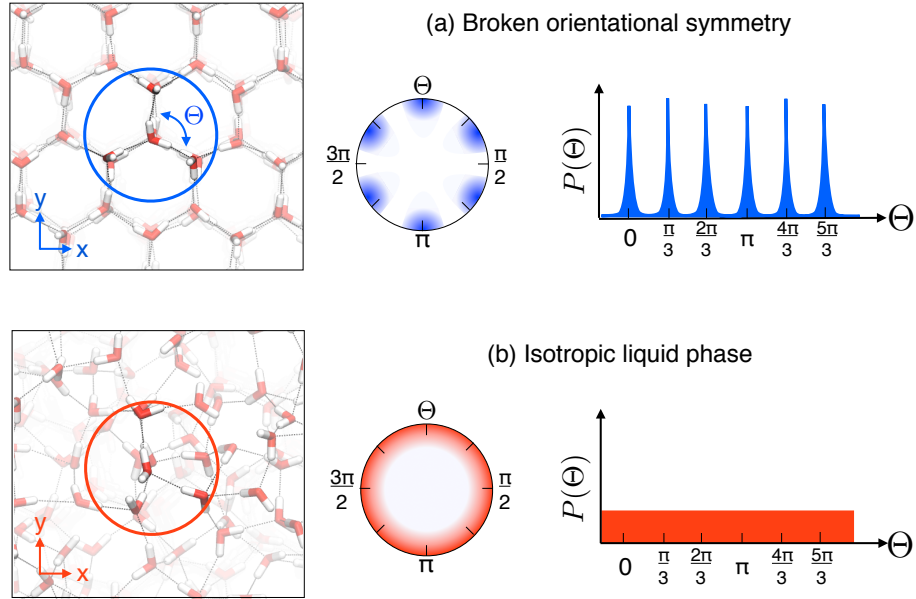 (a) Broken orientational symmetry
Θ
y
x
Θ
3π/2
π/2
π
P(Θ)
0 π/3 2π/3 π 4π/3 5π/3
Θ
(b) Isotropic liquid phase
y
x
Θ
3π/2
π/2
π
P(Θ)
0 π/3 2π/3 π 4π/3 5π/3
Θ